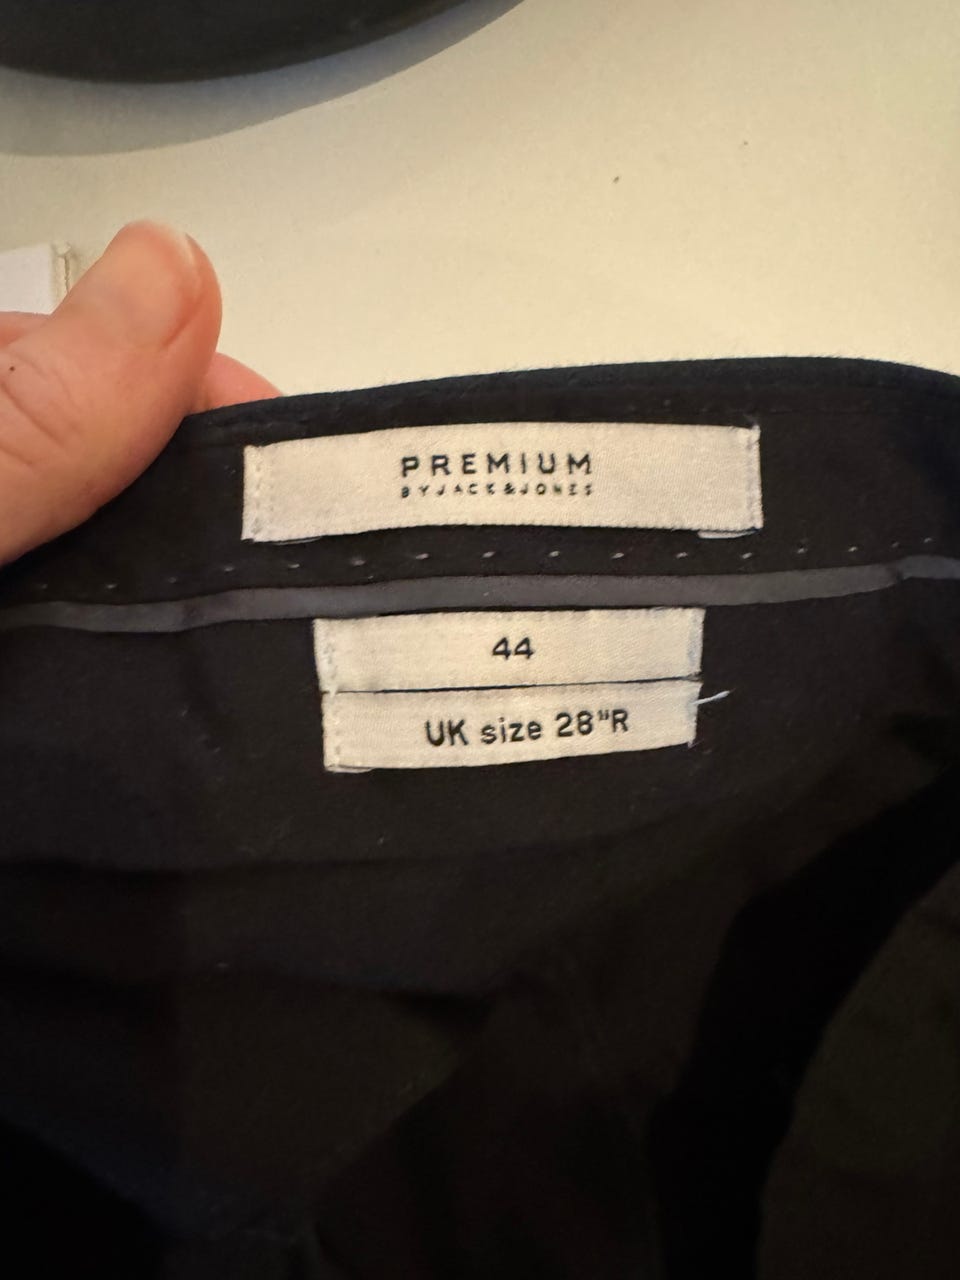 PREMIUM
BY JACK & JONES
44
UK size 28"R